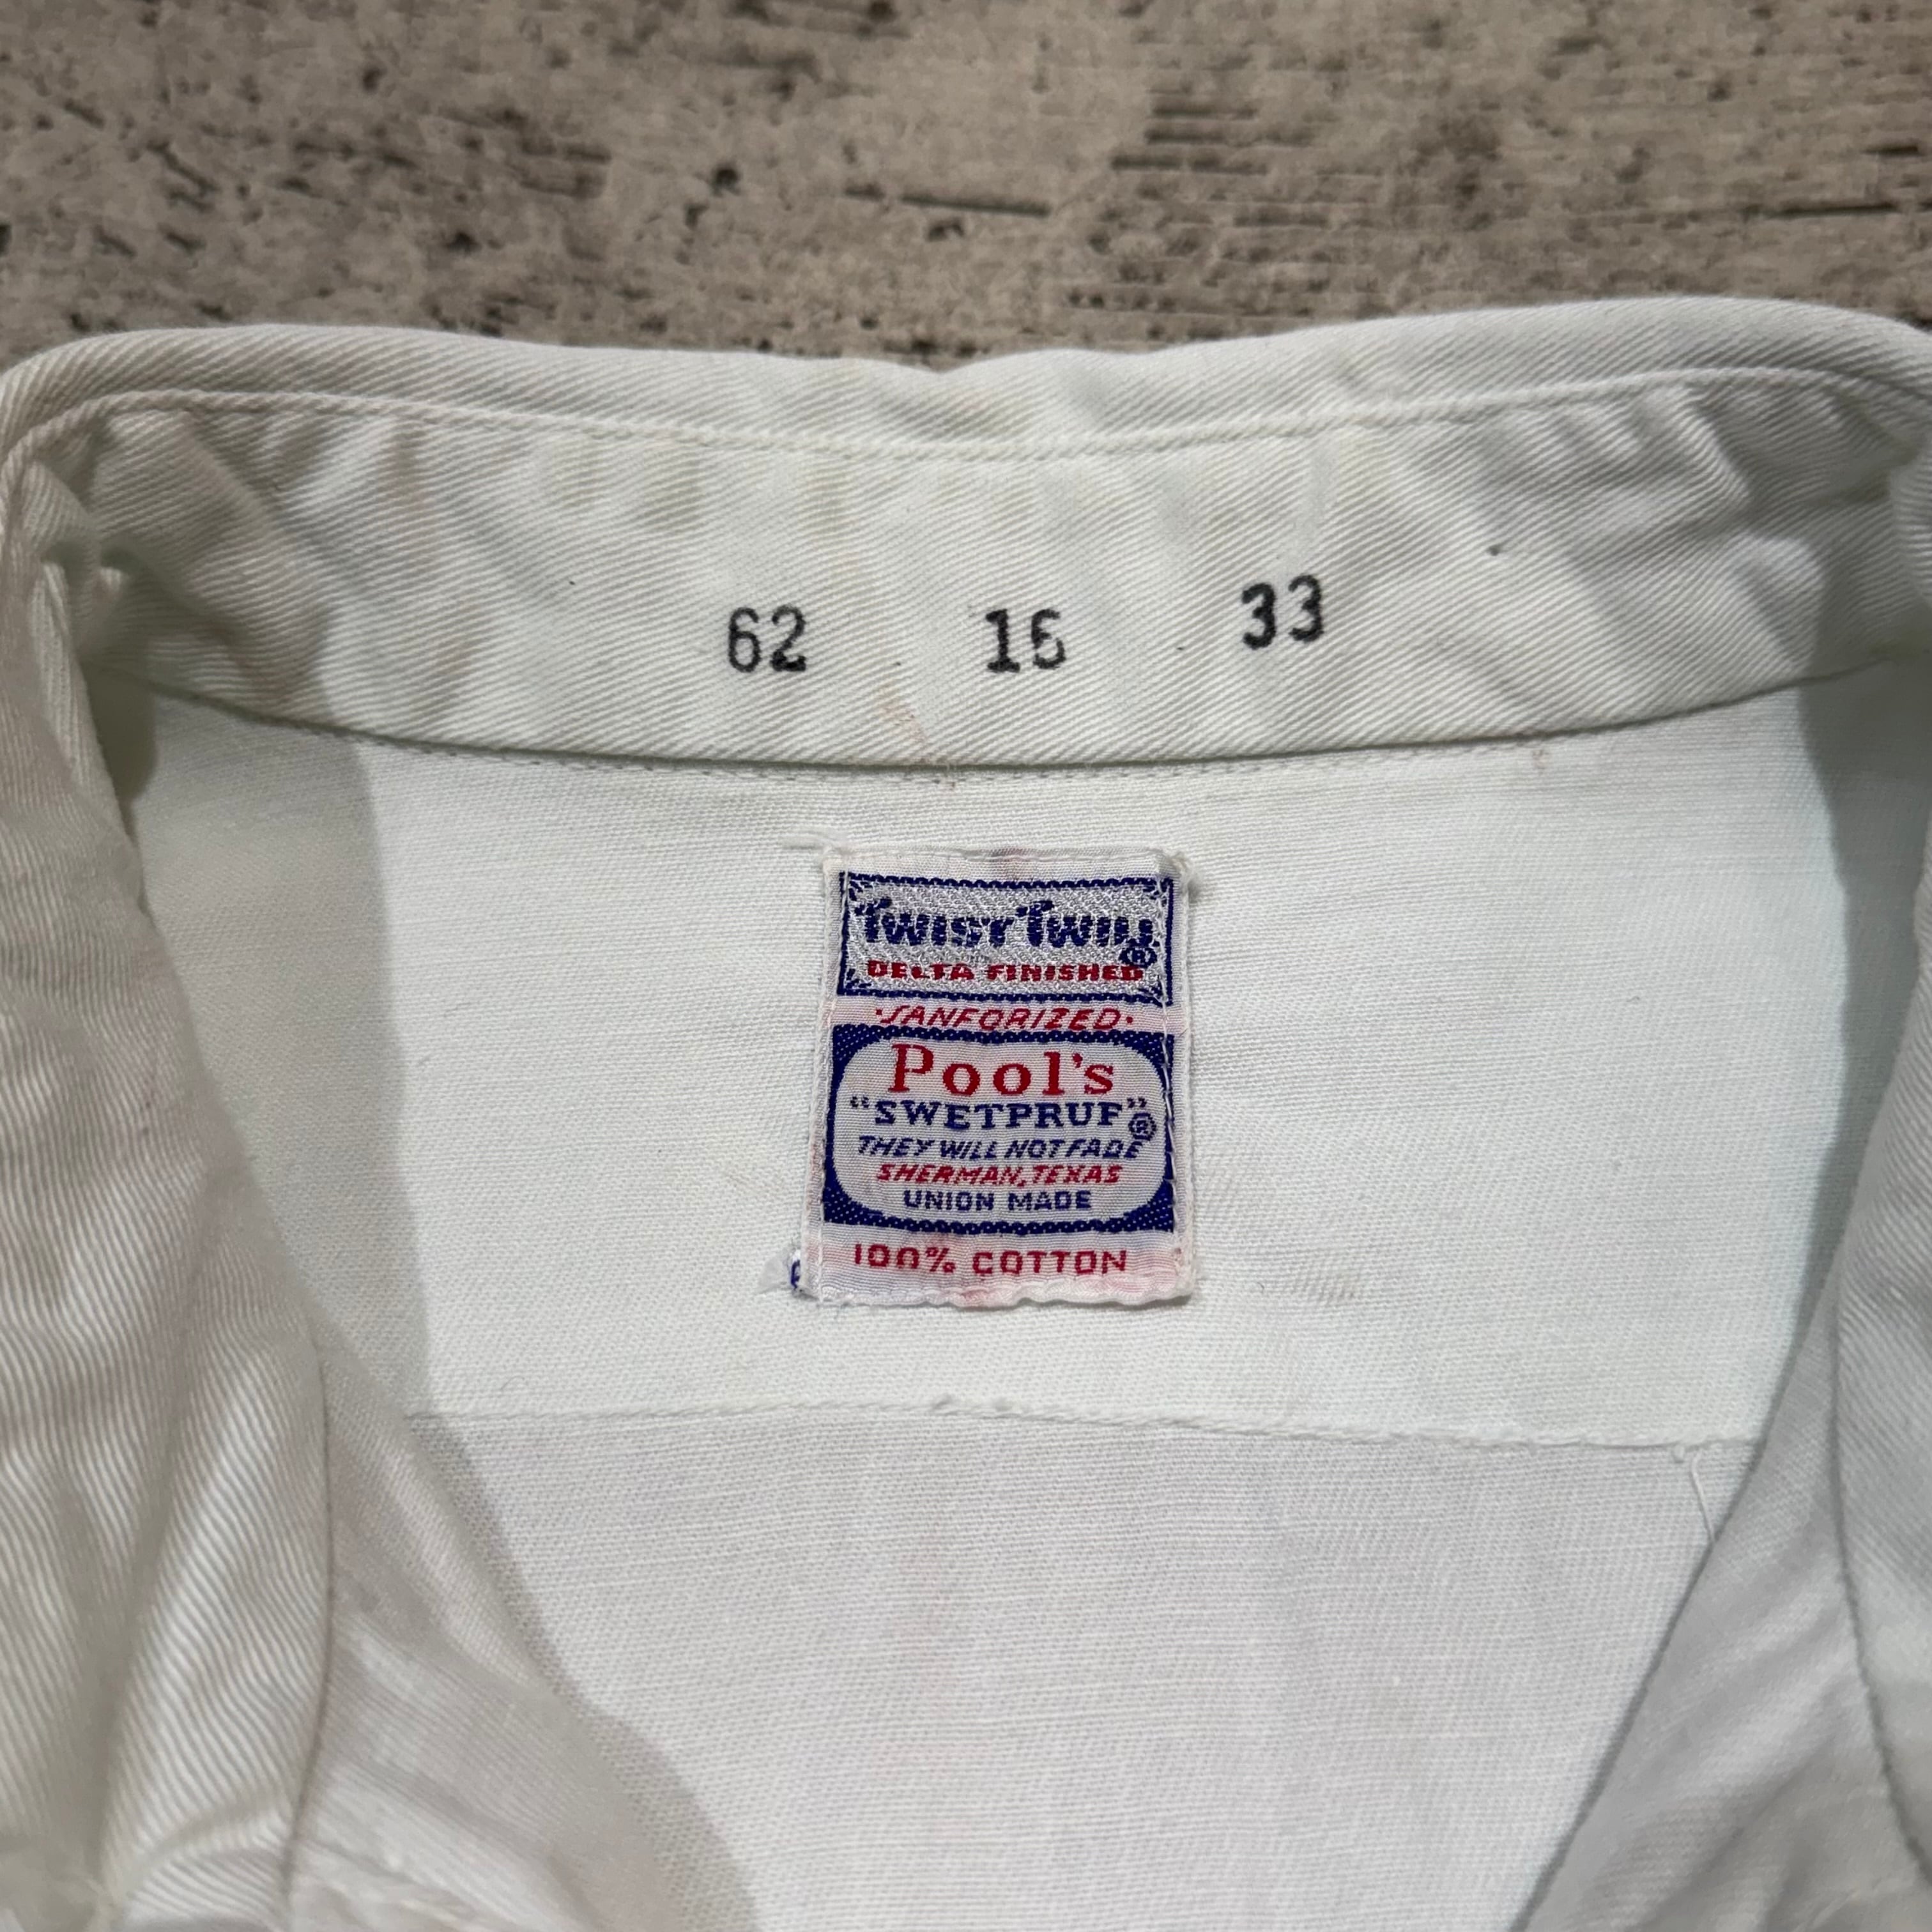 62 16 33
TWIST TWILL ®
DELTA FINISHED
·SANFORIZED·
Pool's
"SWETPRUF" ®
THEY WILL NOT FADE
SHERMAN, TEXAS
UNION MADE
100% COTTON